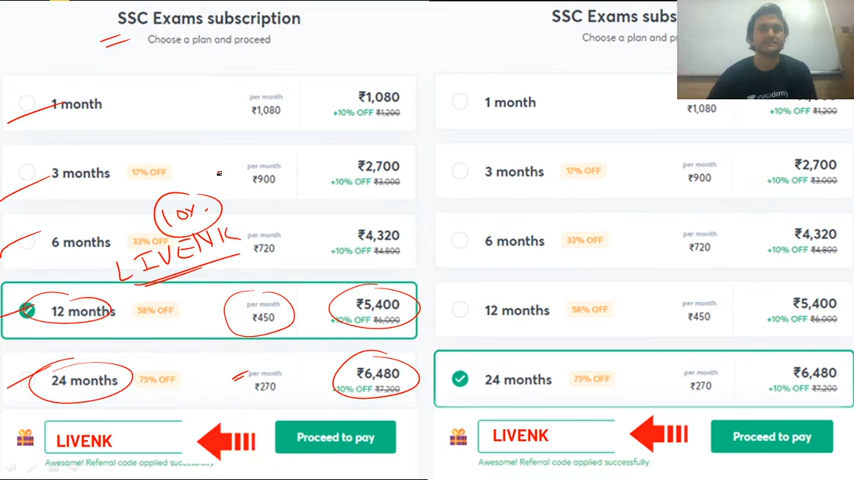 SSC Exams subscription
Choose a plan and proceed
1 month
per month
₹1,080
₹1,080
+10% OFF ₹1,200
3 months
17% OFF
per month
₹900
₹2,700
+10% OFF ₹3,000
10%.
6 months
33% OFF
per month
₹720
₹4,320
+10% OFF ₹4,800
LIVENK
12 months
58% OFF
per month
₹450
₹5,400
+10% OFF ₹6,000
24 months
75% OFF
per month
₹270
₹6,480
+10% OFF ₹7,200
LIVENK
Proceed to pay
Awesome! Referral code applied successfully
SSC Exams subs
Choose a plan and pr
1 month
₹1,080
+10% OFF ₹1,200
3 months
17% OFF
per month
₹900
₹2,700
+10% OFF ₹3,000
6 months
33% OFF
per month
₹720
₹4,320
+10% OFF ₹4,800
12 months
58% OFF
per month
₹450
₹5,400
+10% OFF ₹6,000
24 months
75% OFF
per month
₹270
₹6,480
+10% OFF ₹7,200
LIVENK
Proceed to pay
Awesome! Referral code applied successfully